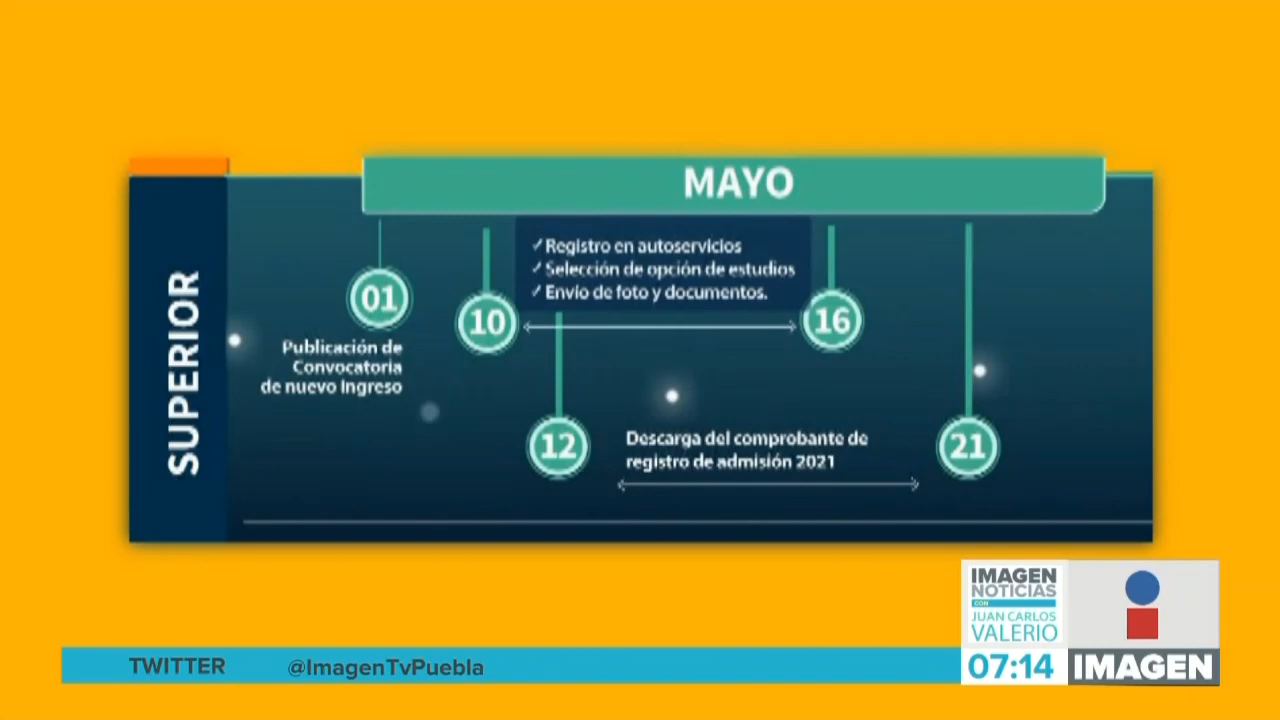 MAYO
SUPERIOR
✓ Registro en autoservicios
✓ Selección de opción de estudios
✓ Envío de foto y documentos.
01
10
16
Publicación de
Convocatoria
de nuevo Ingreso
12
Descarga del comprobante de
registro de admisión 2021
21
IMAGEN
NOTICIAS
CON
JUAN CARLOS
VALERIO
TWITTER @ImagenTvPuebla
07:14
IMAGEN